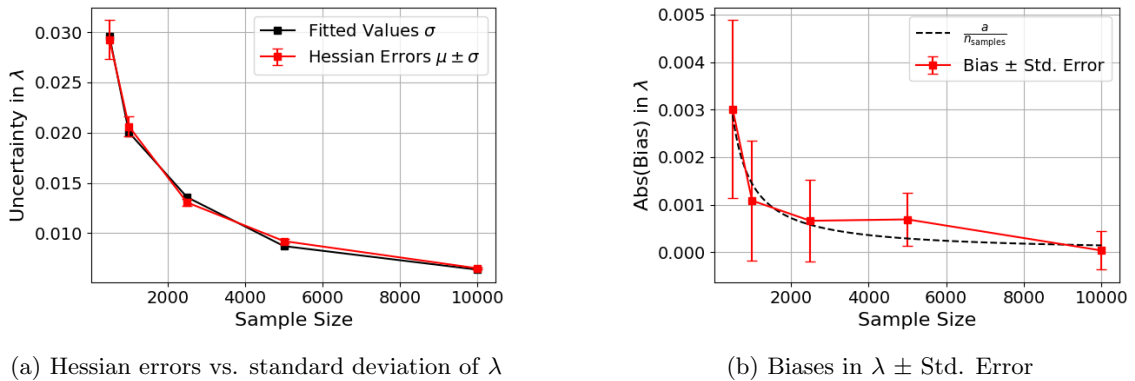 0.030
0.025
0.020
0.015
0.010
Uncertainty in λ
Fitted Values σ
Hessian Errors μ ± σ
2000 4000 6000 8000 10000
Sample Size
(a) Hessian errors vs. standard deviation of λ
0.005
0.004
0.003
0.002
0.001
0.000
Abs(Bias) in λ
a
n_samples
Bias ± Std. Error
2000 4000 6000 8000 10000
Sample Size
(b) Biases in λ ± Std. Error